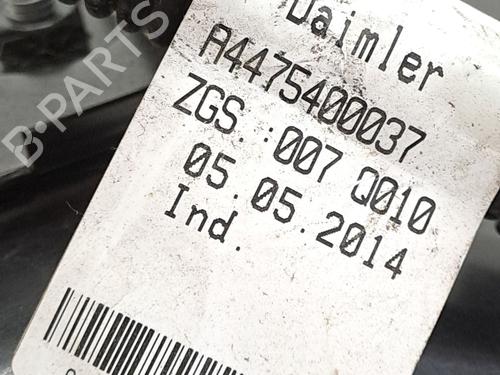 Daimler
A4475400037
ZGS.:007 Q010
05.05.2014
Ind.
B-PARTS